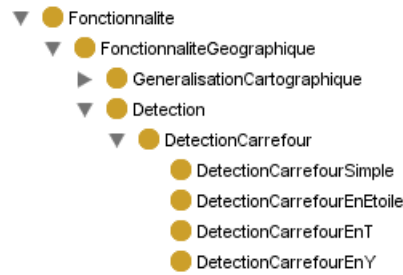 Fonctionnalite
FonctionnaliteGeographique
GeneralisationCartographique
Detection
DetectionCarrefour
DetectionCarrefourSimple
DetectionCarrefourEnEtoile
DetectionCarrefourEnT
DetectionCarrefourEnY